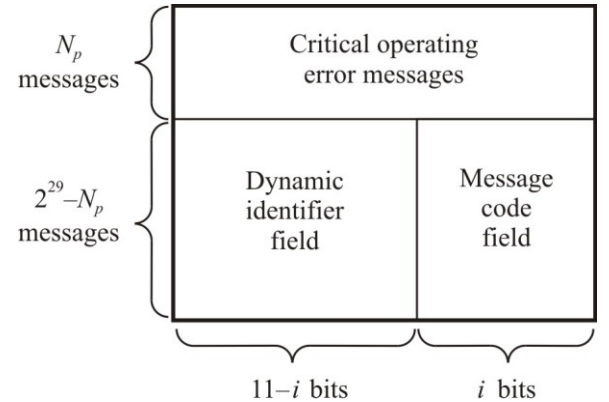 N_p
messages
Critical operating
error messages
2^29–N_p
messages
Dynamic
identifier
field
Message
code
field
11–i bits
i bits